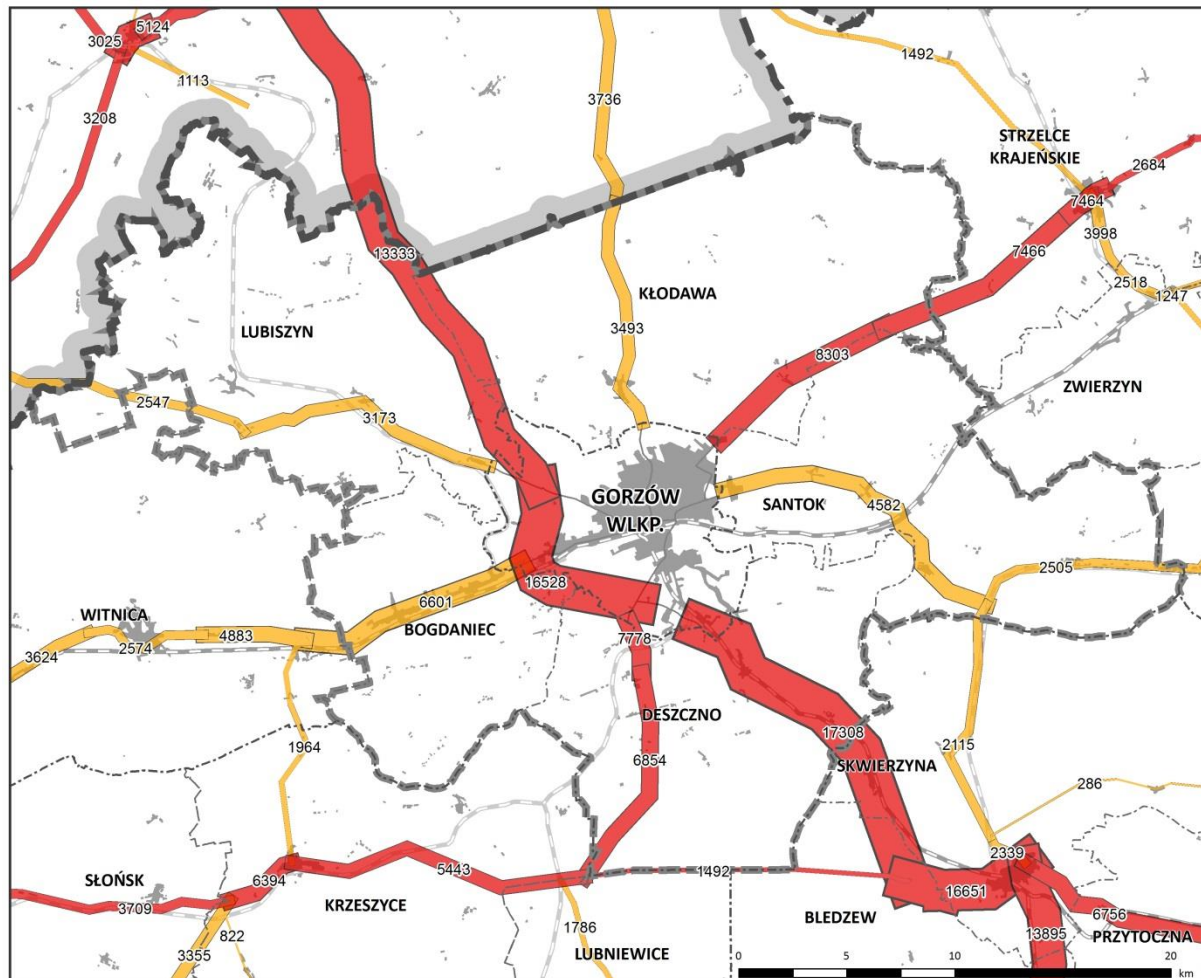 5124
3025
1492
1113
3736
3208
STRZELCE
KRAJEŃSKIE
2684
7464
3998
7466
13333
2518
1247
KŁODAWA
LUBISZYN
3493
8303
ZWIERZYN
2547
3173
GORZÓW
WLKP.
SANTOK
4582
2505
16528
6601
WITNICA
BOGDANIEC
4883
7778
3624
2574
DESZCZNO
17308
1964
2115
6854
SKWIERZYNA
286
2339
1492
5443
6394
SŁOŃSK
16651
KRZESZYCE
3709
BLEDZEW
6756
822
1786
13895
PRZYTOCZNA
3355
LUBNIEWICE
0 5 10 20
km